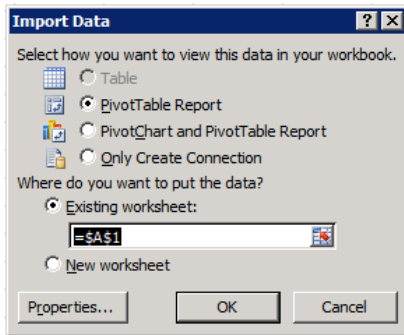 Import Data
Select how you want to view this data in your workbook.
Table
PivotTable Report
PivotChart and PivotTable Report
Only Create Connection
Where do you want to put the data?
Existing worksheet:
=$A$1
New worksheet
Properties... OK Cancel